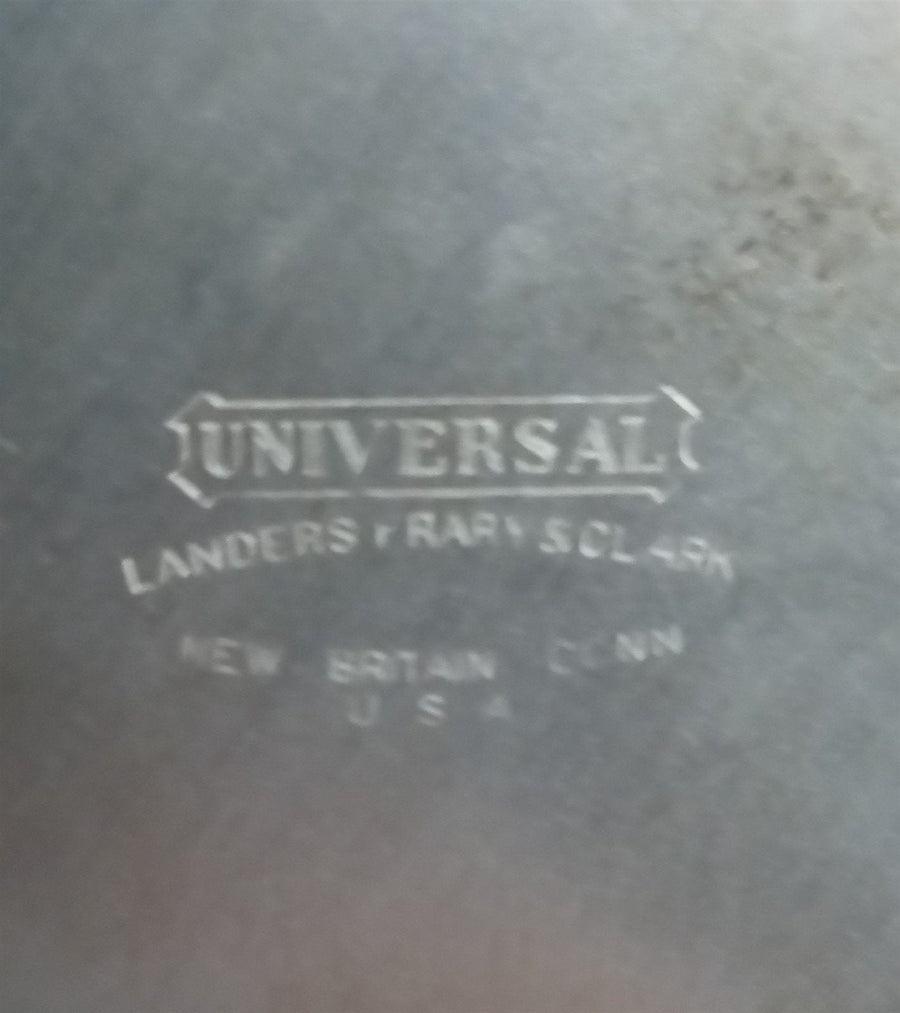 UNIVERSAL
LANDERS FRARY & CLARK
NEW BRITAIN CONN
U S A